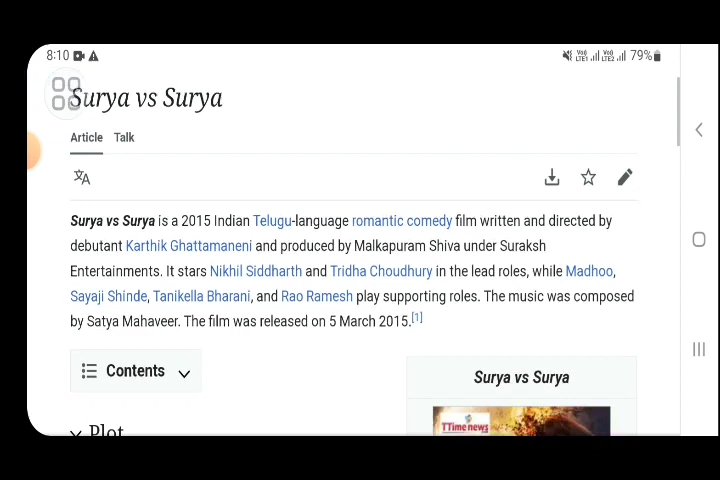 8:10
Vo) LTE1 Vo) LTE2 79%
Surya vs Surya
Article Talk
Surya vs Surya is a 2015 Indian Telugu-language romantic comedy film written and directed by
debutant Karthik Ghattamaneni and produced by Malkapuram Shiva under Suraksh
Entertainments. It stars Nikhil Siddharth and Tridha Choudhury in the lead roles, while Madhoo,
Sayaji Shinde, Tanikella Bharani, and Rao Ramesh play supporting roles. The music was composed
by Satya Mahaveer. The film was released on 5 March 2015.[1]
Contents
Surya vs Surya
TTime news
Plot